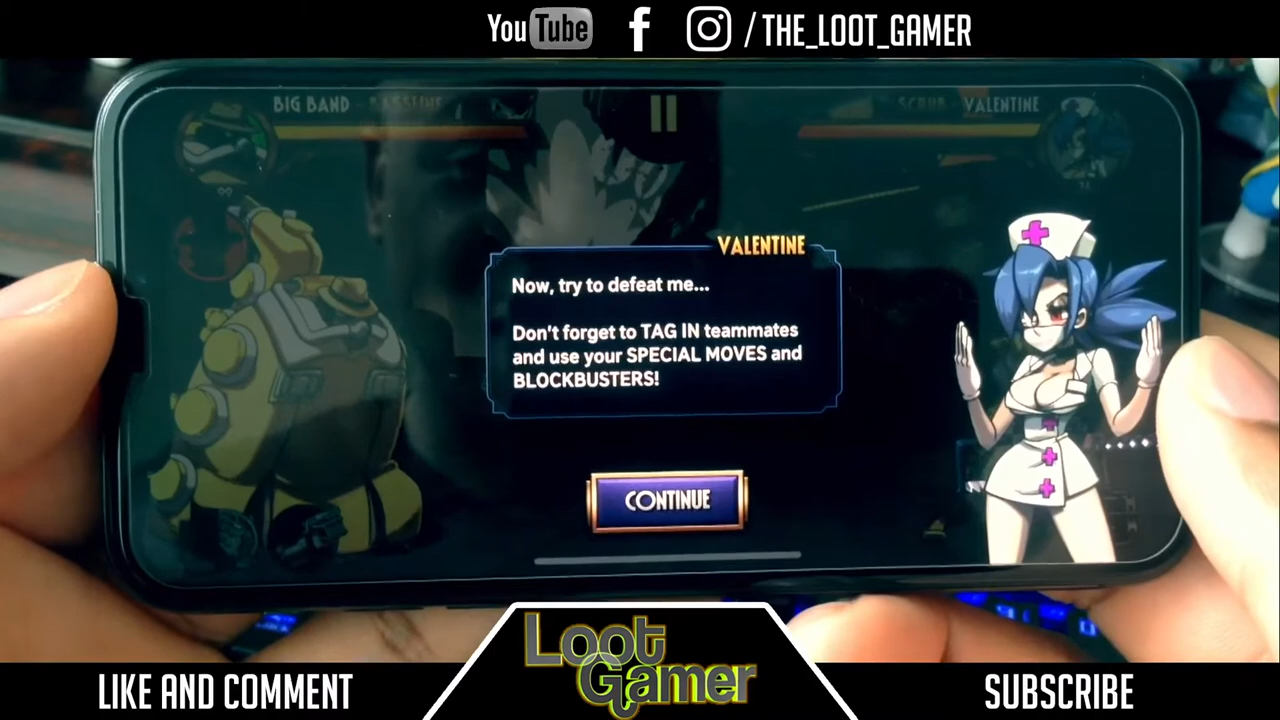 YouTube f / THE_LOOT_GAMER
BIG BAND - BASSLINE
SCRUB - VALENTINE
VALENTINE
Now, try to defeat me...
Don't forget to TAG IN teammates
and use your SPECIAL MOVES and
BLOCKBUSTERS!
CONTINUE
Loot
Gamer
LIKE AND COMMENT
SUBSCRIBE